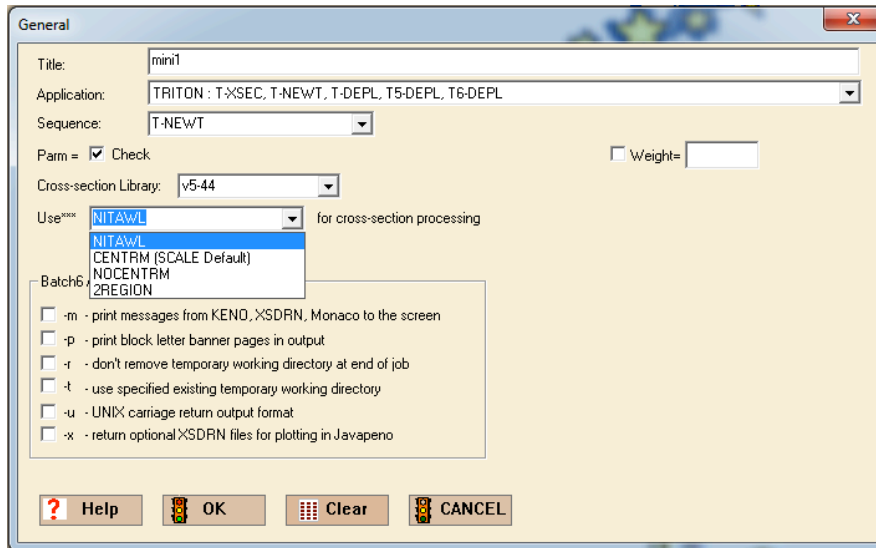 General
Title: mini1
Application: TRITON : T-XSEC, T-NEWT, T-DEPL, T5-DEPL, T6-DEPL
Sequence: T-NEWT
Parm = Check Weight=
Cross-section Library: v5-44
Use*** NITAWL for cross-section processing
NITAWL
CENTRM (SCALE Default)
NOCENTRM
2REGION
Batch6
-m - print messages from KENO, XSDRN, Monaco to the screen
-p - print block letter banner pages in output
-r - don't remove temporary working directory at end of job
-t - use specified existing temporary working directory
-u - UNIX carriage return output format
-x - return optional XSDRN files for plotting in Javapeno
? Help OK Clear CANCEL